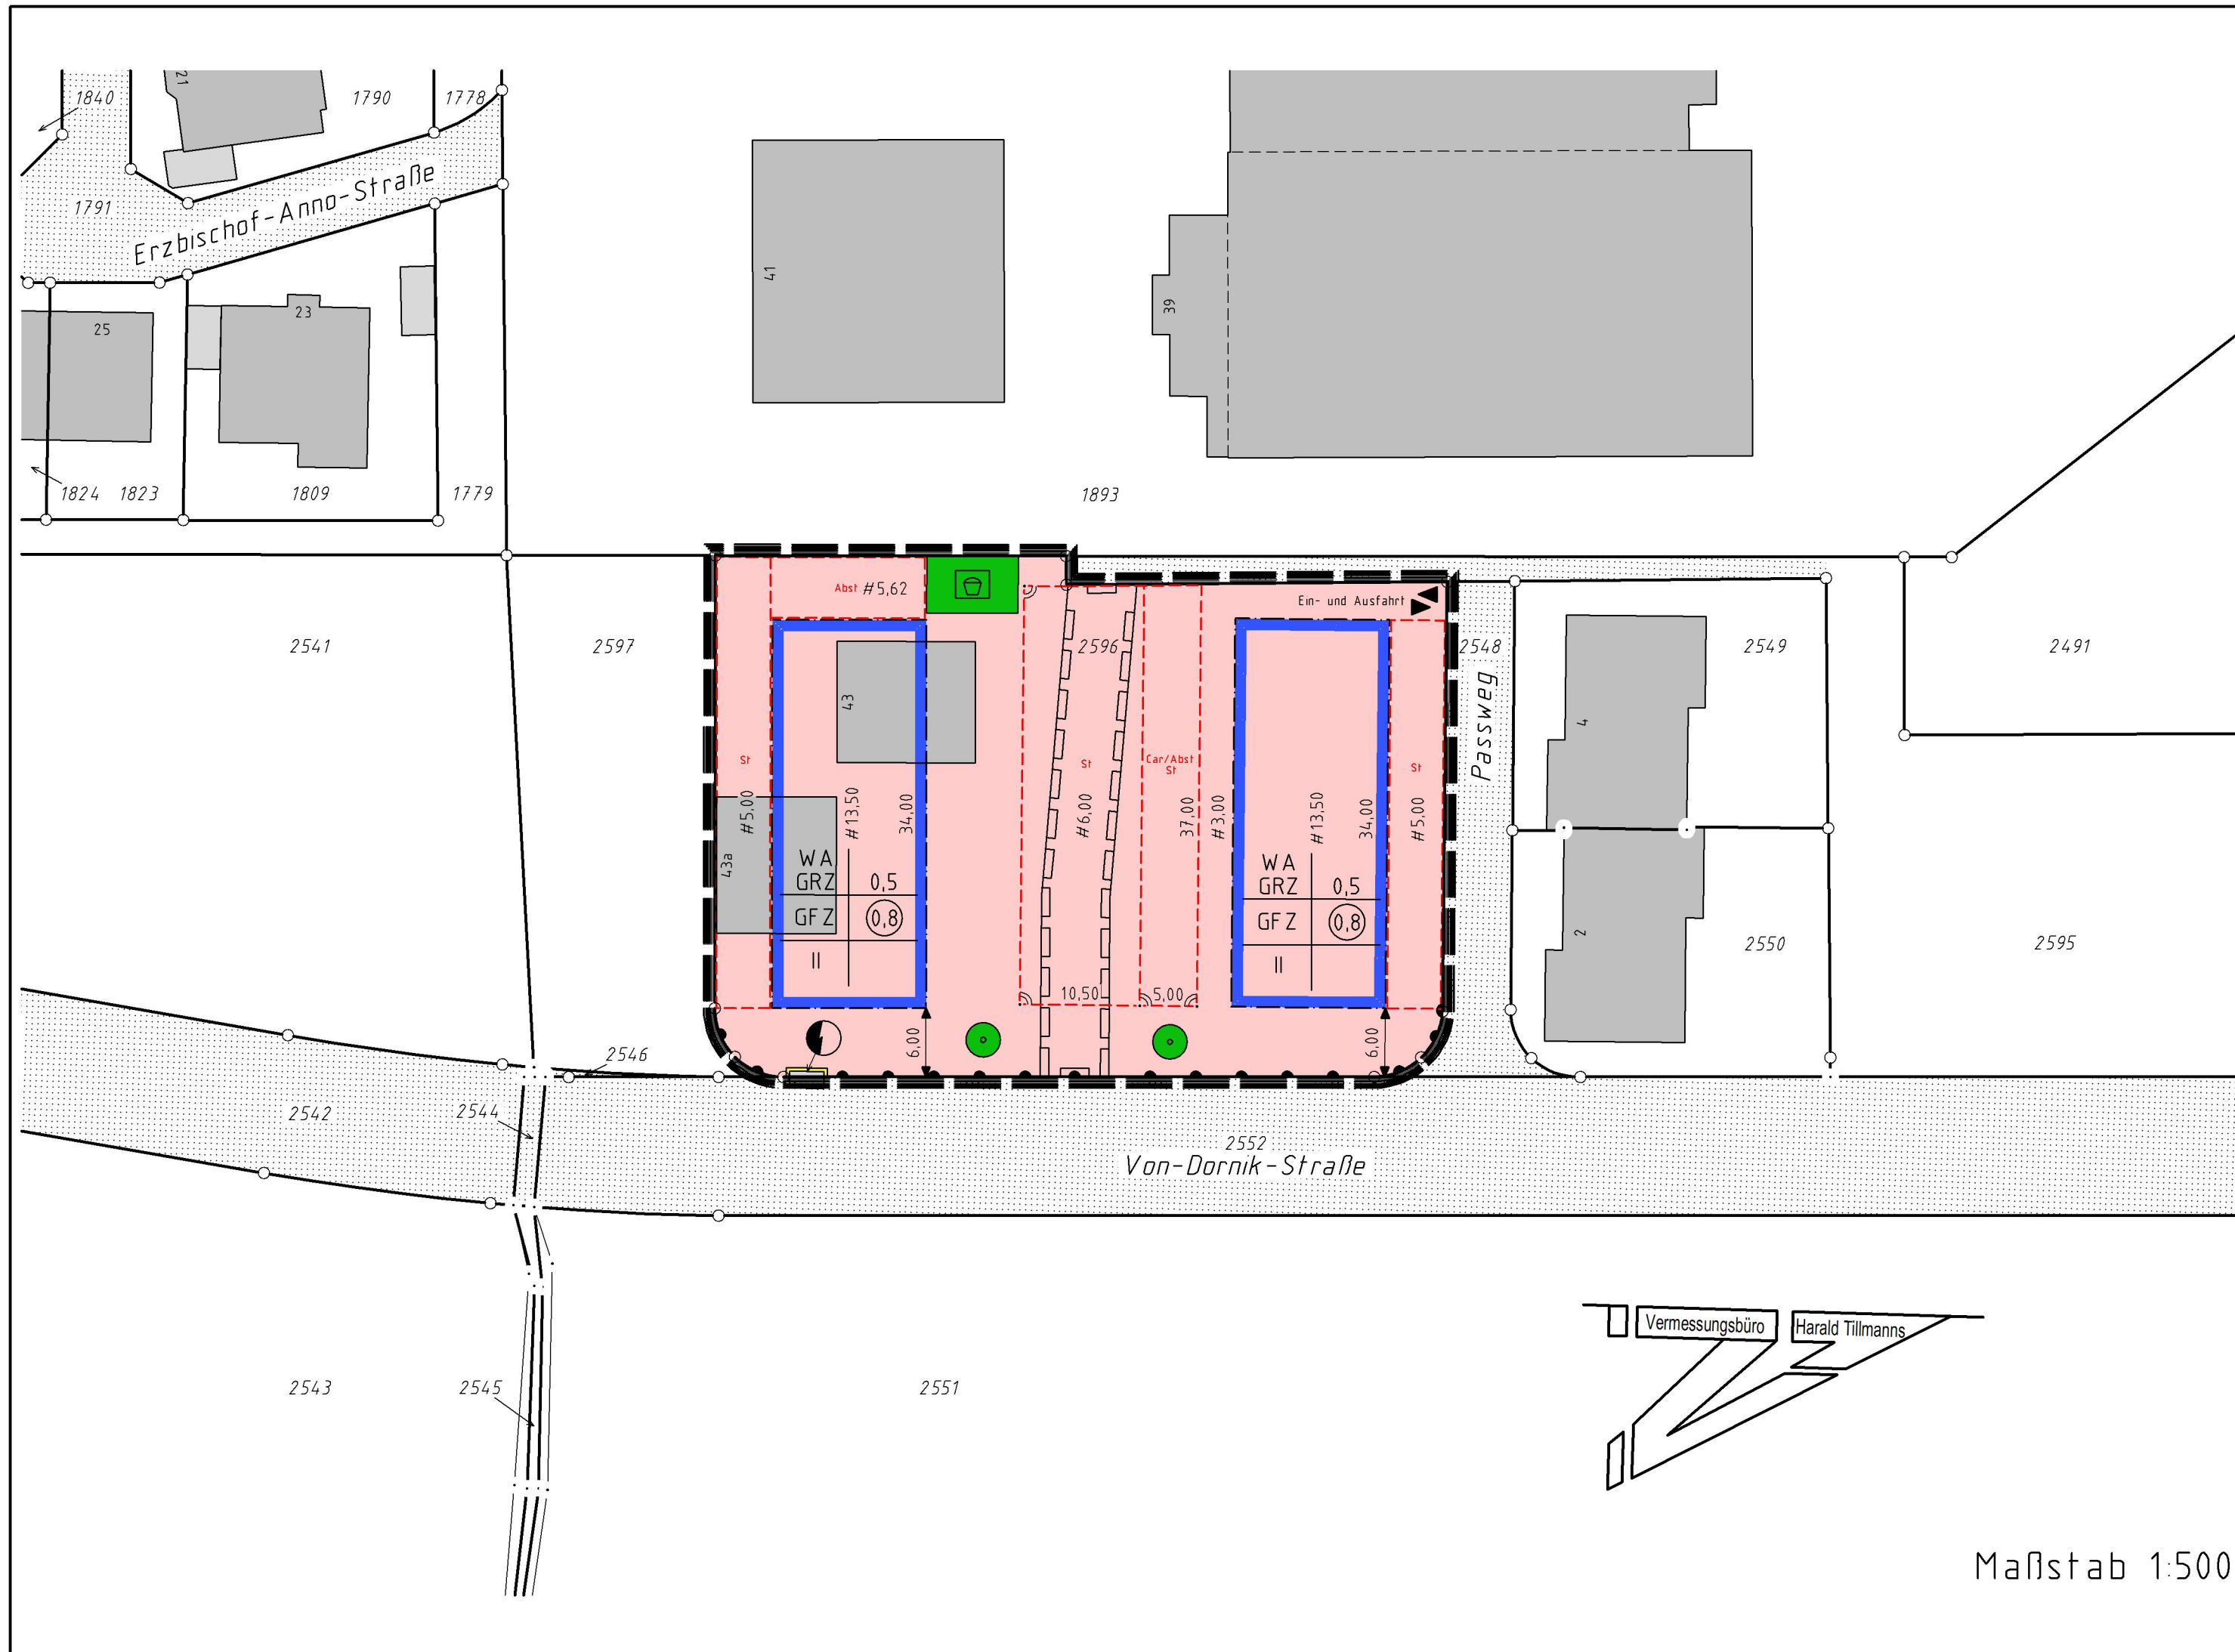 21
1840
1790
1778
1791
Erzbischof-Anno-Straße
41
39
25
23
1824
1823
1809
1779
1893
Abst #5,62
Ein- und Ausfahrt
2541
2597
2596
2548
2549
2491
43
4
Passweg
St
St
Car/Abst
St
St
#5,00
#13,50
34,00
#6,00
37,00
#3,00
#13,50
34,00
#5,00
43a
WA
GRZ 0,5
GFZ 0,8
II
WA
GRZ 0,5
GFZ 0,8
II
2
2550
2595
10,50
5,00
6,00
6,00
2546
2542
2544
2552
Von-Dornik-Straße
Vermessungsbüro Harald Tillmanns
2543
2545
2551
Maßstab 1:500